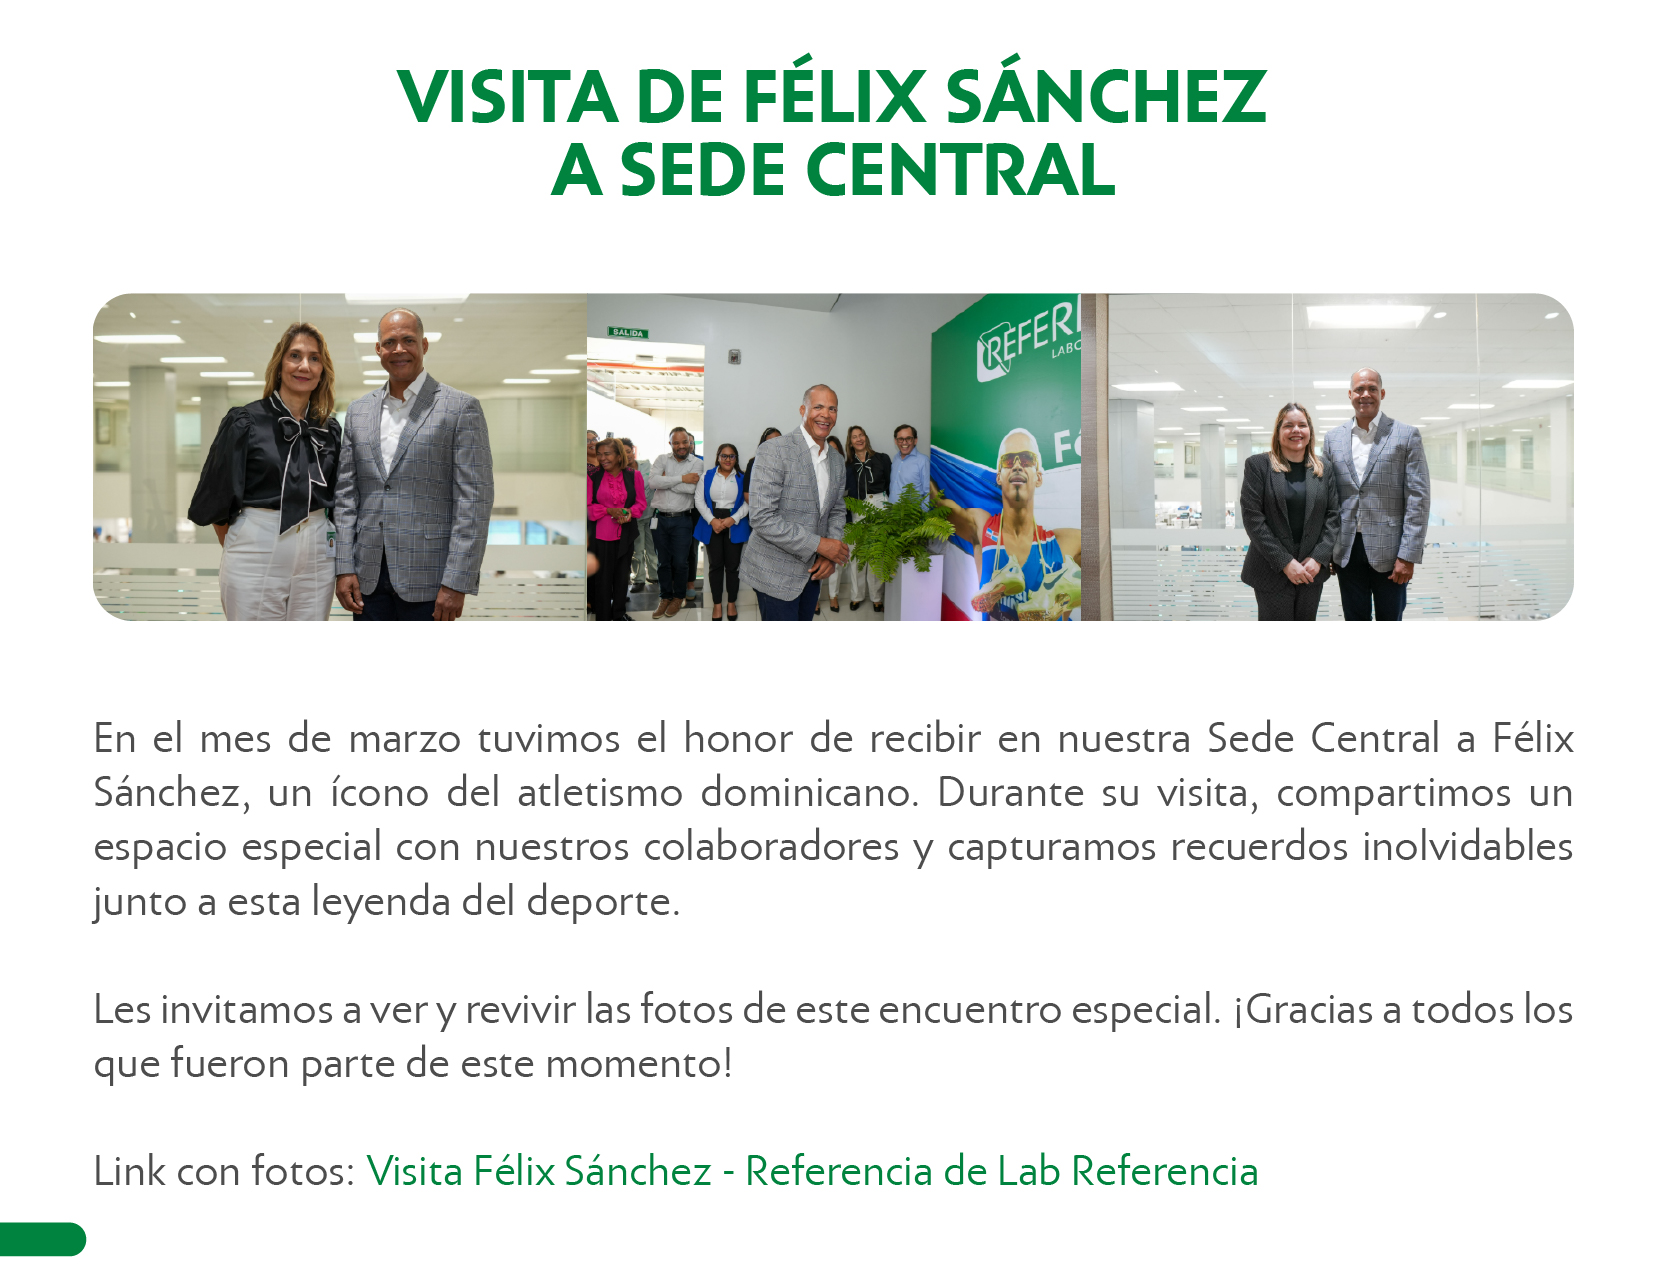 VISITA DE FÉLIX SÁNCHEZ
A SEDE CENTRAL
SALIDA
En el mes de marzo tuvimos el honor de recibir en nuestra Sede Central a Félix
Sánchez, un ícono del atletismo dominicano. Durante su visita, compartimos un
espacio especial con nuestros colaboradores y capturamos recuerdos inolvidables
junto a esta leyenda del deporte.
Les invitamos a ver y revivir las fotos de este encuentro especial. ¡Gracias a todos los
que fueron parte de este momento!
Link con fotos: Visita Félix Sánchez - Referencia de Lab Referencia